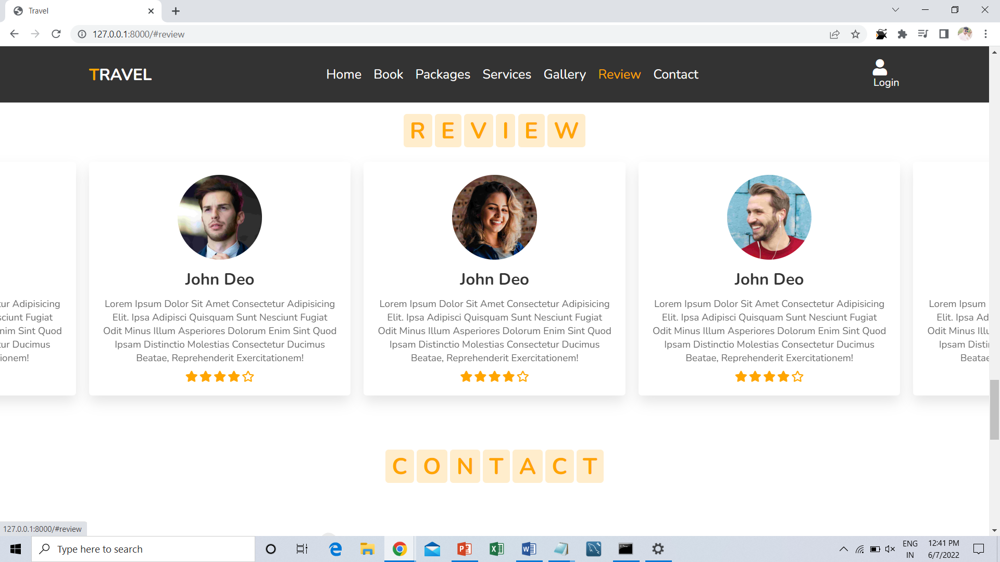 Travel
127.0.0.1:8000/#review
TRAVEL
Home Book Packages Services Gallery Review Contact
Login
REVIEW
John Deo
Lorem Ipsum Dolor Sit Amet Consectetur Adipisicing
Elit. Ipsa Adipisci Quisquam Sunt Nesciunt Fugiat
Odit Minus Illum Asperiores Dolorum Enim Sint Quod
Ipsam Distinctio Molestias Consectetur Ducimus
Beatae, Reprehenderit Exercitationem!
John Deo
Lorem Ipsum Dolor Sit Amet Consectetur Adipisicing
Elit. Ipsa Adipisci Quisquam Sunt Nesciunt Fugiat
Odit Minus Illum Asperiores Dolorum Enim Sint Quod
Ipsam Distinctio Molestias Consectetur Ducimus
Beatae, Reprehenderit Exercitationem!
John Deo
Lorem Ipsum Dolor Sit Amet Consectetur Adipisicing
Elit. Ipsa Adipisci Quisquam Sunt Nesciunt Fugiat
Odit Minus Illum Asperiores Dolorum Enim Sint Quod
Ipsam Distinctio Molestias Consectetur Ducimus
Beatae, Reprehenderit Exercitationem!
ur Adipisicing
sciunt Fugiat
nim Sint Quod
ur Ducimus
ionem!
Lorem Ipsum
Elit. Ipsa Ad
Odit Minus Illu
Ipsam Disti
Beatae
CONTACT
127.0.0.1:8000/#review
Type here to search
ENG
IN
12:41 PM
6/7/2022